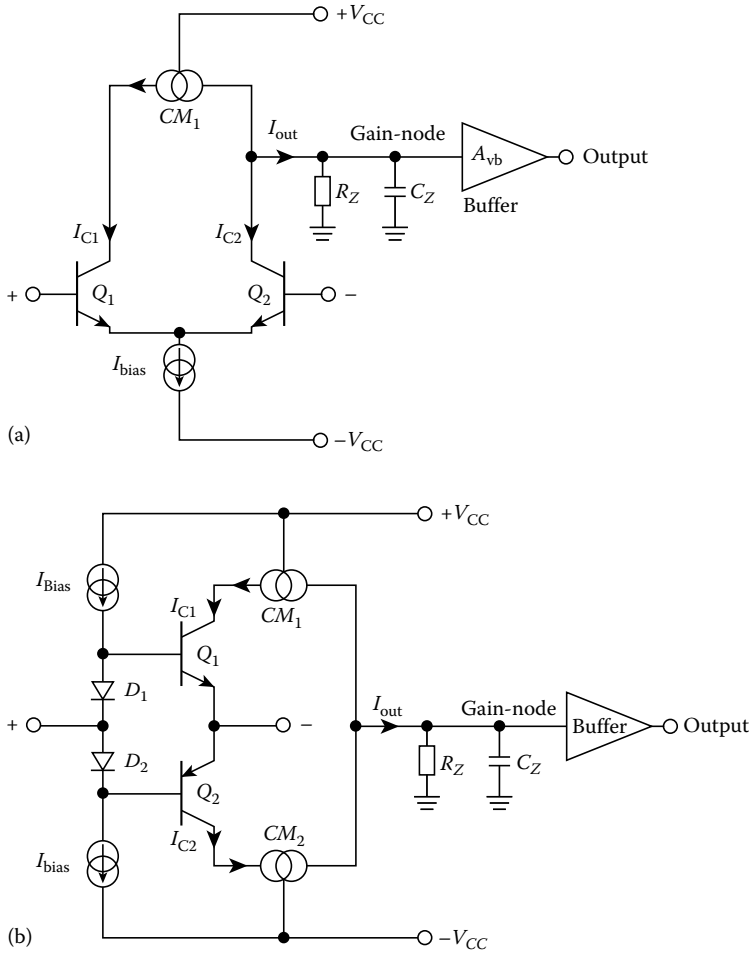 +V_CC
CM_1
I_out
Gain-node
A_vb
Output
R_Z
C_Z
Buffer
I_C1
I_C2
+
Q_1
Q_2
−
I_bias
−V_CC
(a)
+V_CC
I_Bias
I_C1
CM_1
Q_1
D_1
I_out
Gain-node
Buffer
Output
+
−
D_2
R_Z
C_Z
Q_2
I_C2
CM_2
I_bias
−V_CC
(b)